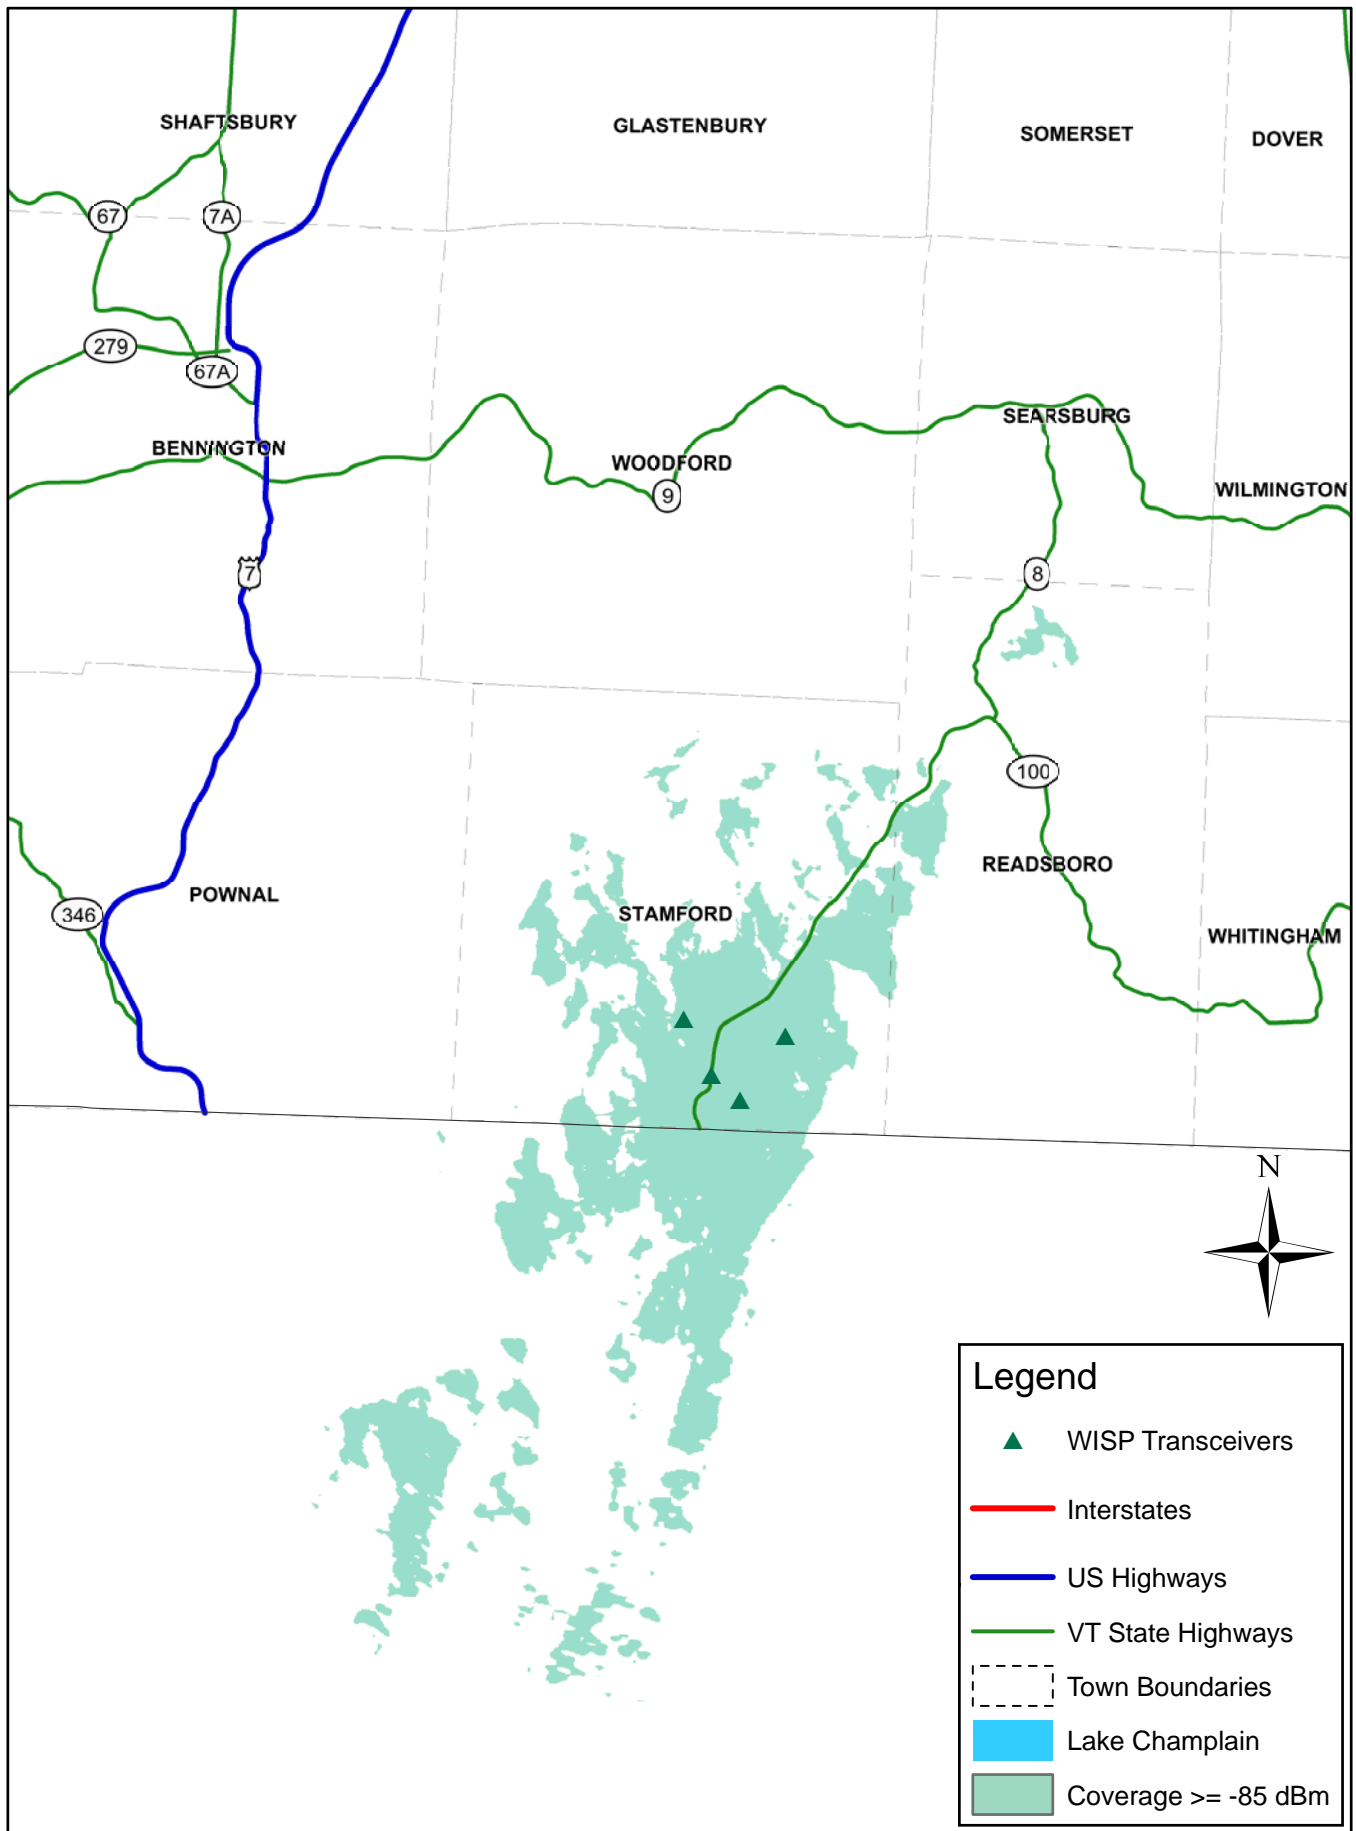 SHAFTSBURY
GLASTENBURY
SOMERSET
DOVER
67
7A
279
67A
BENNINGTON
WOODFORD
9
SEARSBURG
WILMINGTON
7
8
100
READSBORO
346
POWNAL
STAMFORD
WHITINGHAM
N
Legend
WISP Transceivers
Interstates
US Highways
VT State Highways
Town Boundaries
Lake Champlain
Coverage >= -85 dBm